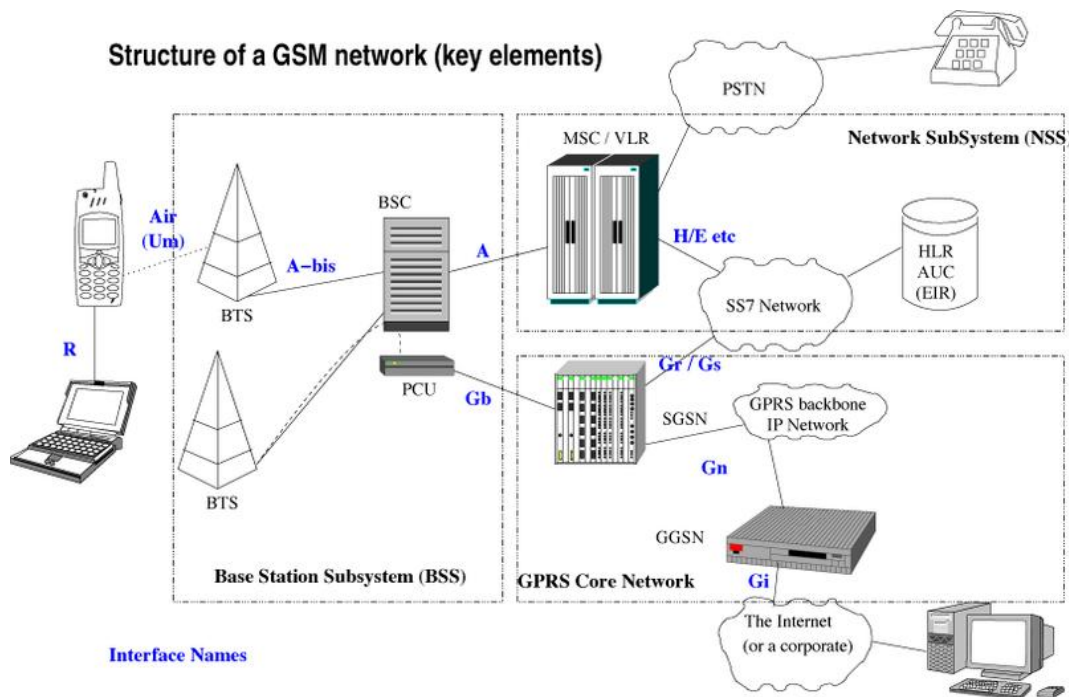 Structure of a GSM network (key elements)
PSTN
Network SubSystem (NSS)
MSC / VLR
BSC
Air
(Um)
A-bis
A
H/E etc
HLR
AUC
(EIR)
SS7 Network
BTS
R
PCU
Gb
Gr / Gs
SGSN
GPRS backbone
IP Network
Gn
BTS
GGSN
Base Station Subsystem (BSS)
GPRS Core Network
Gi
The Internet
(or a corporate)
Interface Names